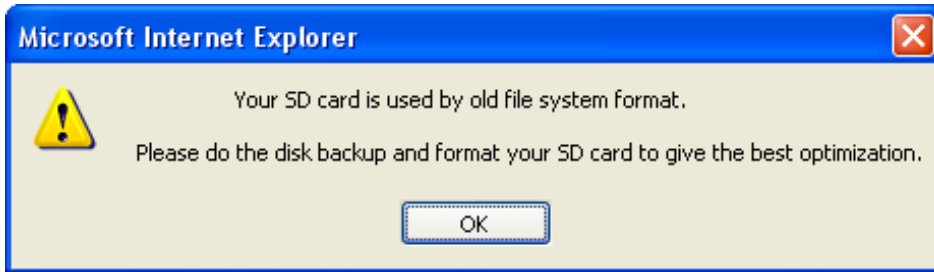 Microsoft Internet Explorer
Your SD card is used by old file system format.
Please do the disk backup and format your SD card to give the best optimization.
OK